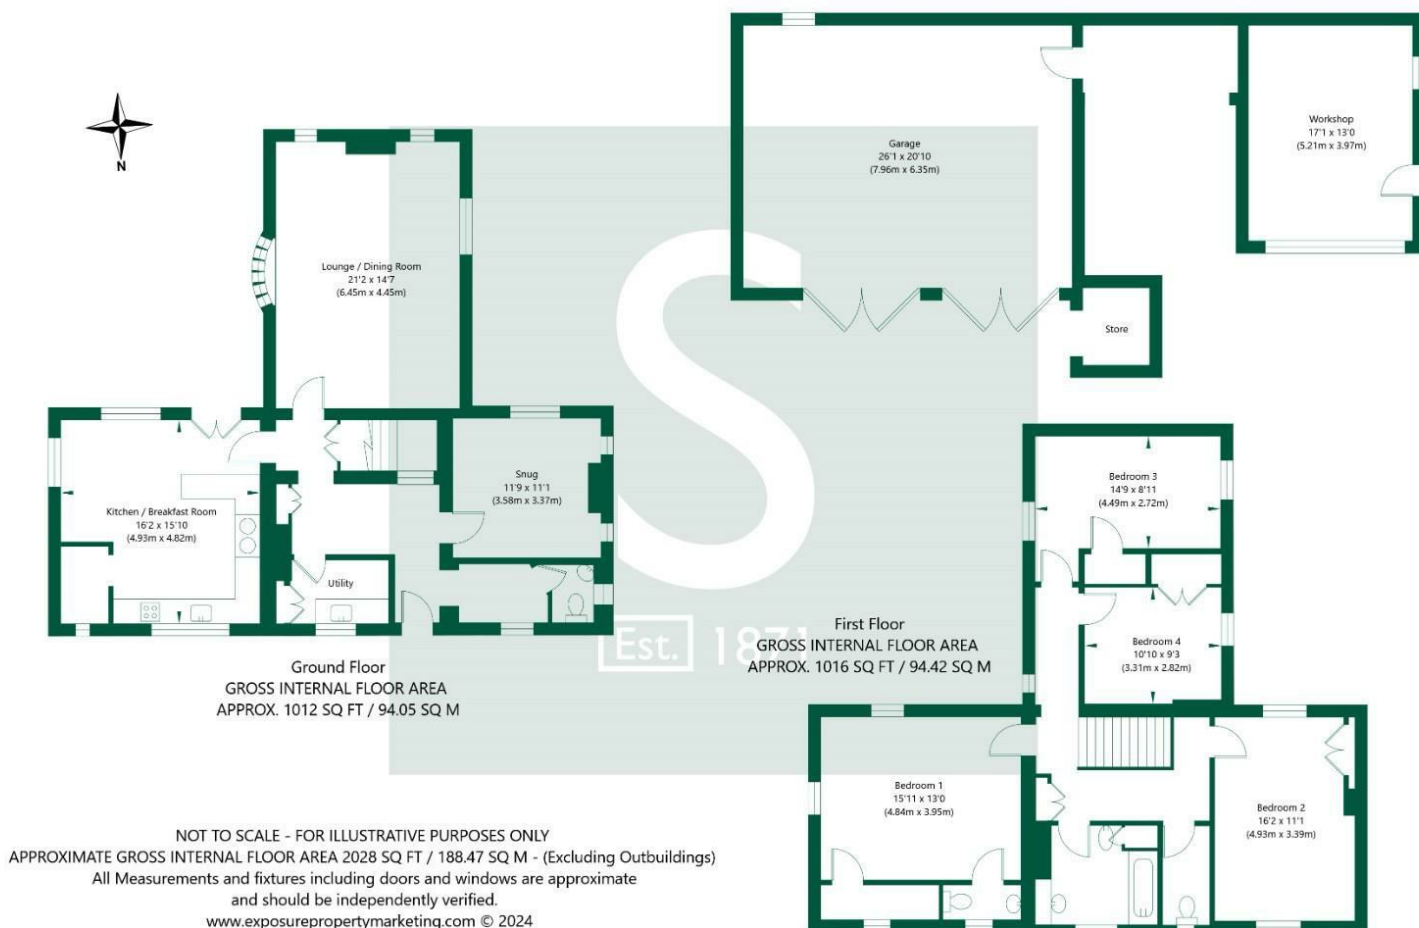 N
Lounge / Dining Room
21'2 x 14'7
(6.45m x 4.45m)
Kitchen / Breakfast Room
16'2 x 15'10
(4.93m x 4.82m)
Utility
Snug
11'9 x 11'1
(3.58m x 3.37m)
Ground Floor
GROSS INTERNAL FLOOR AREA
APPROX. 1012 SQ FT / 94.05 SQ M
Garage
26'1 x 20'10
(7.96m x 6.35m)
Workshop
17'1 x 13'0
(5.21m x 3.97m)
Store
S
Est. 1871
First Floor
GROSS INTERNAL FLOOR AREA
APPROX. 1016 SQ FT / 94.42 SQ M
Bedroom 3
14'9 x 8'11
(4.49m x 2.72m)
Bedroom 4
10'10 x 9'3
(3.31m x 2.82m)
Bedroom 1
15'11 x 13'0
(4.84m x 3.95m)
Bedroom 2
16'2 x 11'1
(4.93m x 3.39m)
NOT TO SCALE - FOR ILLUSTRATIVE PURPOSES ONLY
APPROXIMATE GROSS INTERNAL FLOOR AREA 2028 SQ FT / 188.47 SQ M - (Excluding Outbuildings)
All Measurements and fixtures including doors and windows are approximate
and should be independently verified.
www.exposurepropertymarketing.com © 2024